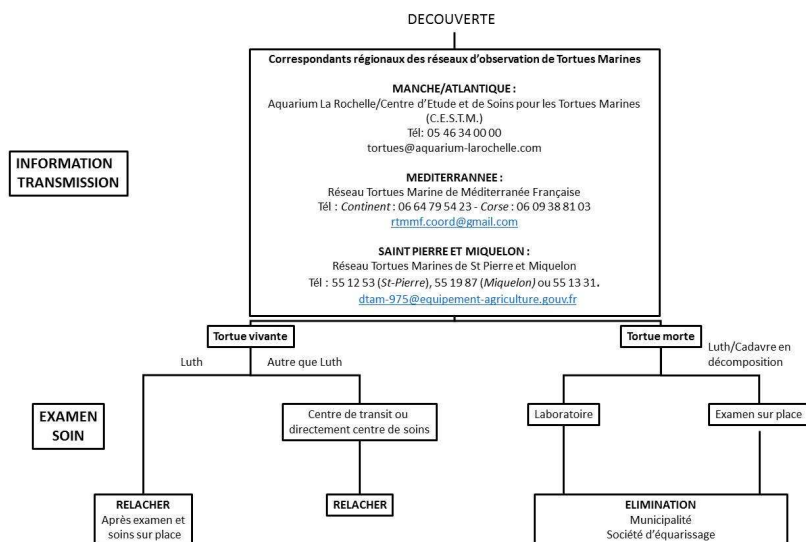 DECOUVERTE
Correspondants régionaux des réseaux d'observation de Tortues Marines
MANCHE/ATLANTIQUE :
Aquarium La Rochelle/Centre d'Etude et de Soins pour les Tortues Marines
(C.E.S.T.M.)
Tél: 05 46 34 00 00
tortues@aquarium-larochelle.com
INFORMATION
TRANSMISSION
MEDITERRANNEE :
Réseau Tortues Marine de Méditerranée Française
Tél : Continent : 06 64 79 54 23 - Corse : 06 09 38 81 03
rtmmf.coord@gmail.com
SAINT PIERRE ET MIQUELON :
Réseau Tortues Marines de St Pierre et Miquelon
Tél : 55 12 53 (St-Pierre), 55 19 87 (Miquelon) ou 55 13 31.
dtam-975@equipement-agriculture.gouv.fr
Tortue vivante
Tortue morte
Luth
Autre que Luth
Luth/Cadavre en
décomposition
EXAMEN
SOIN
Centre de transit ou
directement centre de soins
Laboratoire
Examen sur place
RELACHER
Après examen et
soins sur place
RELACHER
ELIMINATION
Municipalité
Société d'équarissage